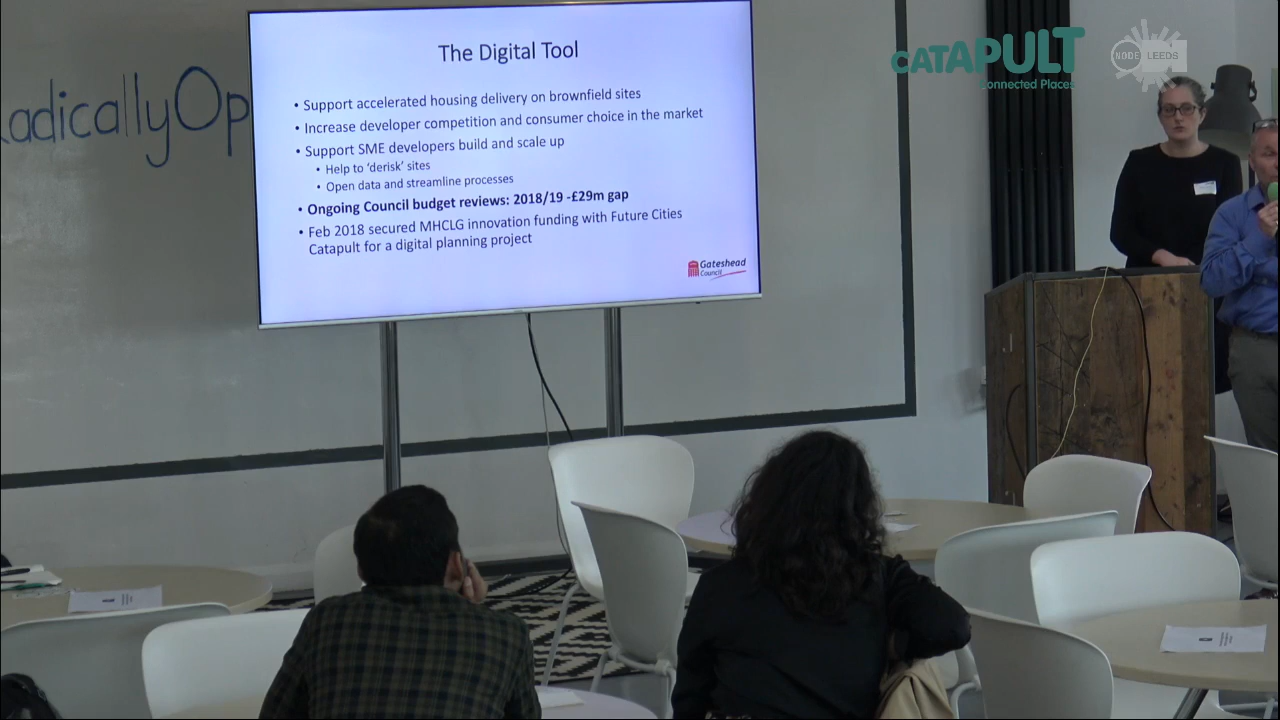 The Digital Tool
• Support accelerated housing delivery on brownfield sites
• Increase developer competition and consumer choice in the market
• Support SME developers build and scale up
• Help to 'derisk' sites
• Open data and streamline processes
• Ongoing Council budget reviews: 2018/19 -£29m gap
• Feb 2018 secured MHCLG innovation funding with Future Cities
Catapult for a digital planning project
Gateshead
Council
adicallyOp
CATAPULT
Connected Places
NODE LEEDS